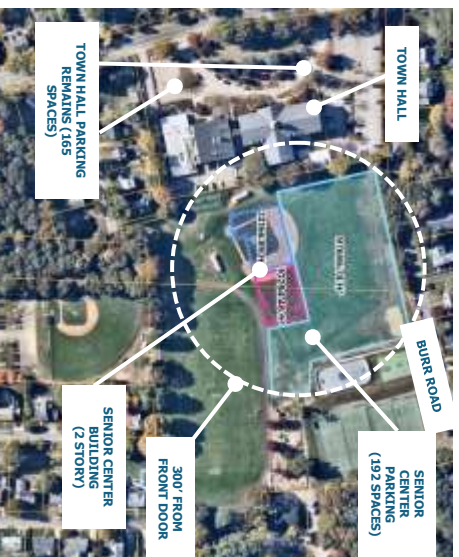 TOWN HALL
TOWN HALL PARKING
REMAINS (165
SPACES)
BURR ROAD
SENIOR
CENTER
PARKING
(192 SPACES)
300' FROM
FRONT DOOR
SENIOR CENTER
BUILDING
(2 STORY)